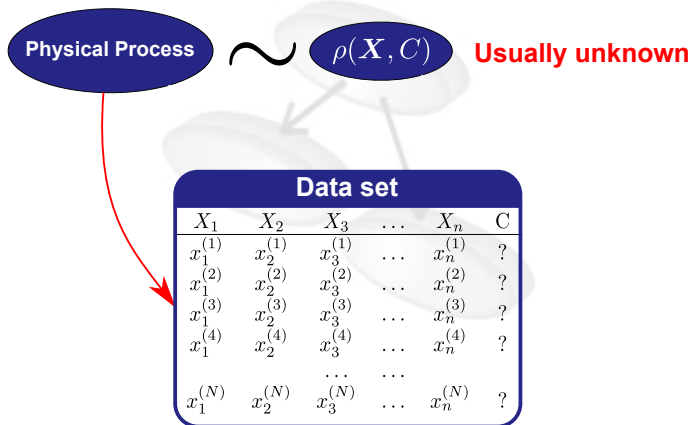 Physical Process ∼ ρ(X, C) Usually unknown
Data set
X₁ X₂ X₃ … Xₙ C
x₁⁽¹⁾ x₂⁽¹⁾ x₃⁽¹⁾ … xₙ⁽¹⁾ ?
x₁⁽²⁾ x₂⁽²⁾ x₃⁽²⁾ … xₙ⁽²⁾ ?
x₁⁽³⁾ x₂⁽³⁾ x₃⁽³⁾ … xₙ⁽³⁾ ?
x₁⁽⁴⁾ x₂⁽⁴⁾ x₃⁽⁴⁾ … xₙ⁽⁴⁾ ?
… …
x₁⁽ᴺ⁾ x₂⁽ᴺ⁾ x₃⁽ᴺ⁾ … xₙ⁽ᴺ⁾ ?